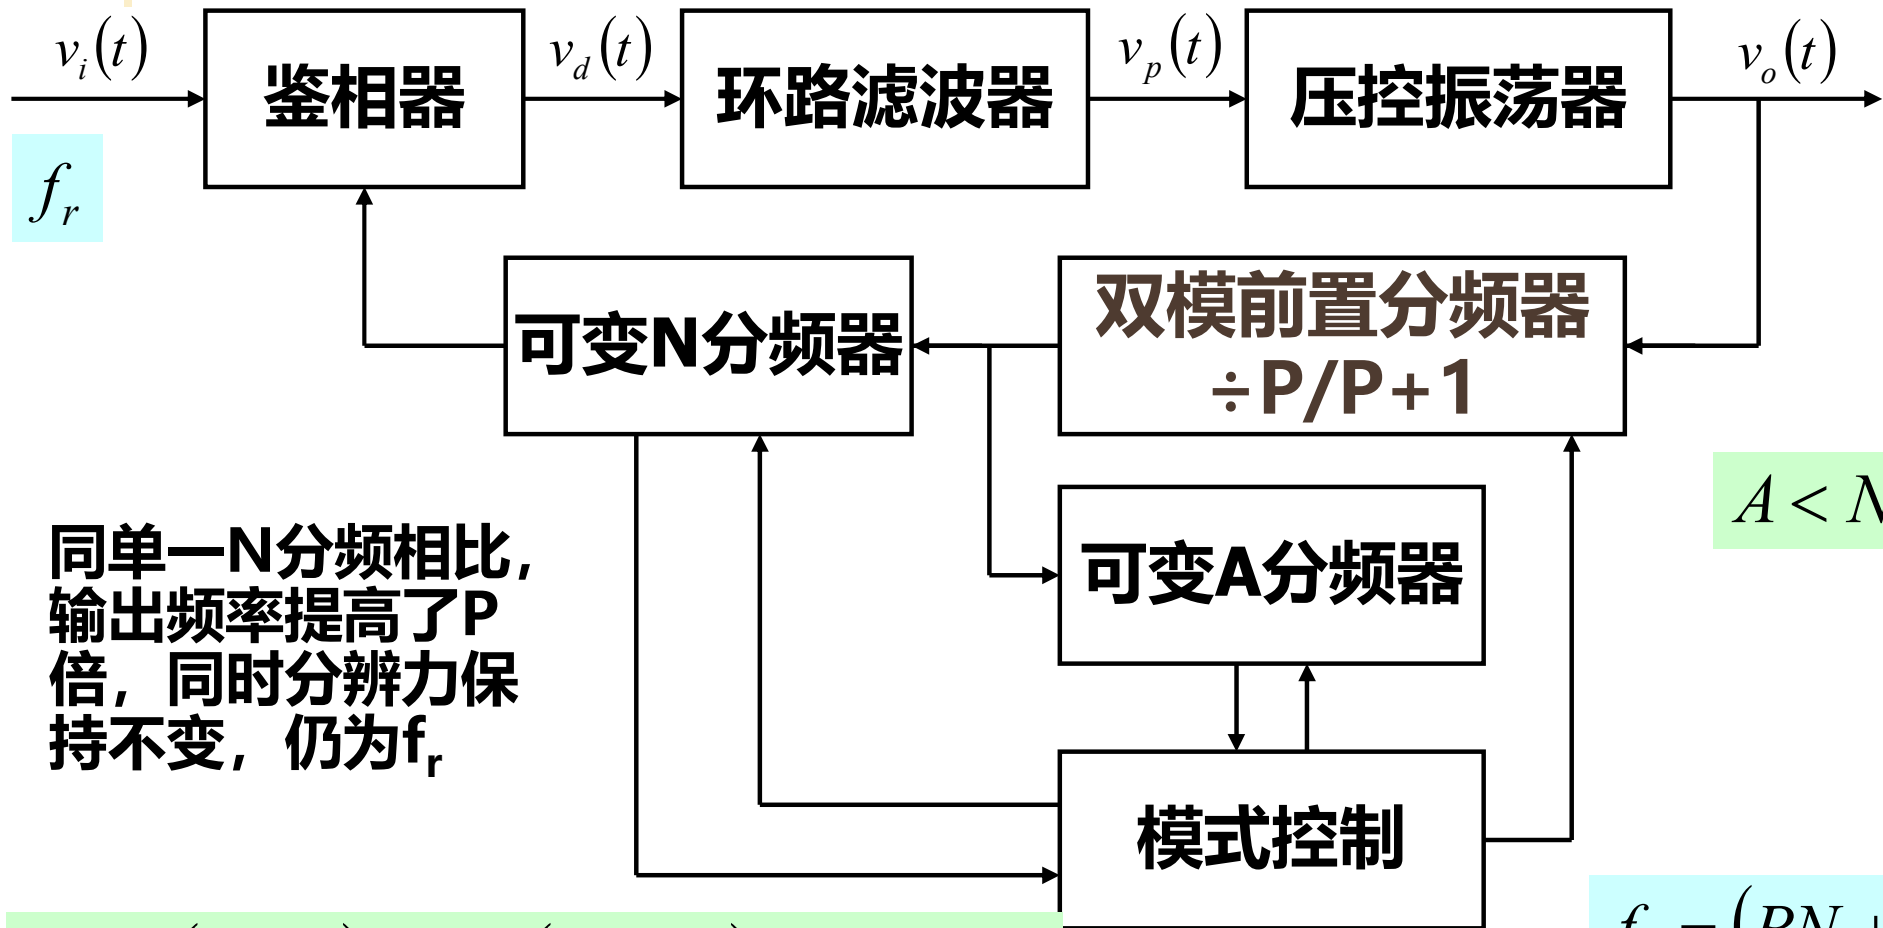 v_i(t)
v_d(t)
v_p(t)
v_o(t)
鉴相器
环路滤波器
压控振荡器
f_r
可变N分频器
双模前置分频器
÷P/P+1
A < N
可变A分频器
同单一N分频相比，
输出频率提高了P
倍，同时分辨力保
持不变，仍为f_r
模式控制